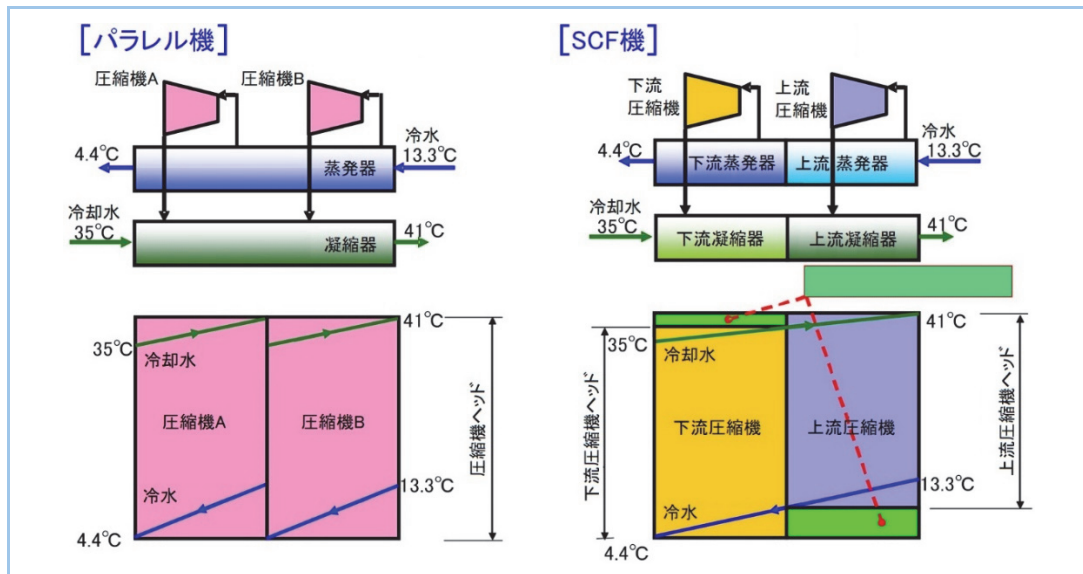 [パラレル機]
圧縮機A
圧縮機B
冷水
4.4℃
13.3℃
蒸発器
冷却水
35℃
41℃
凝縮器
41℃
35℃
冷却水
圧縮機A
圧縮機B
圧縮機ヘッド
冷水
13.3℃
4.4℃
[SCF機]
下流
圧縮機
上流
圧縮機
冷水
4.4℃
13.3℃
下流蒸発器
上流蒸発器
冷却水
35℃
41℃
下流凝縮器
上流凝縮器
41℃
35℃
冷却水
下流圧縮機ヘッド
下流圧縮機
上流圧縮機
上流圧縮機ヘッド
冷水
13.3℃
4.4℃